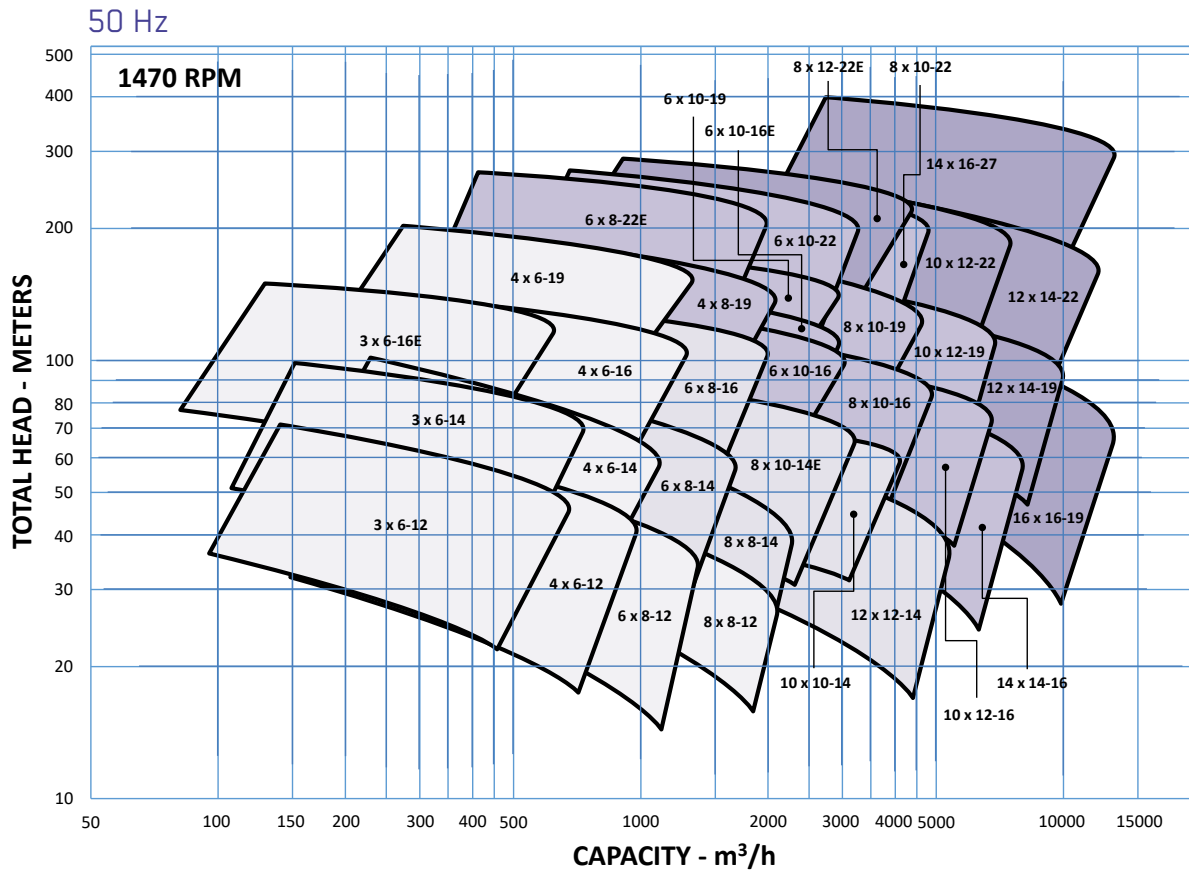 50 Hz
1470 RPM
TOTAL HEAD - METERS
500
400
300
200
100
80
70
60
50
40
30
20
10
8 x 12-22E
8 x 10-22
6 x 10-19
6 x 10-16E
14 x 16-27
6 x 8-22E
6 x 10-22
10 x 12-22
4 x 6-19
4 x 8-19
12 x 14-22
3 x 6-16E
8 x 10-19
10 x 12-19
4 x 6-16
6 x 8-16
6 x 10-16
12 x 14-19
8 x 10-16
3 x 6-14
4 x 6-14
6 x 8-14
8 x 10-14E
3 x 6-12
8 x 8-14
16 x 16-19
4 x 6-12
6 x 8-12
8 x 8-12
12 x 12-14
10 x 10-14
14 x 14-16
10 x 12-16
50
100
150
200
300
400
500
1000
2000
3000
4000
5000
10000
15000
CAPACITY - m³/h